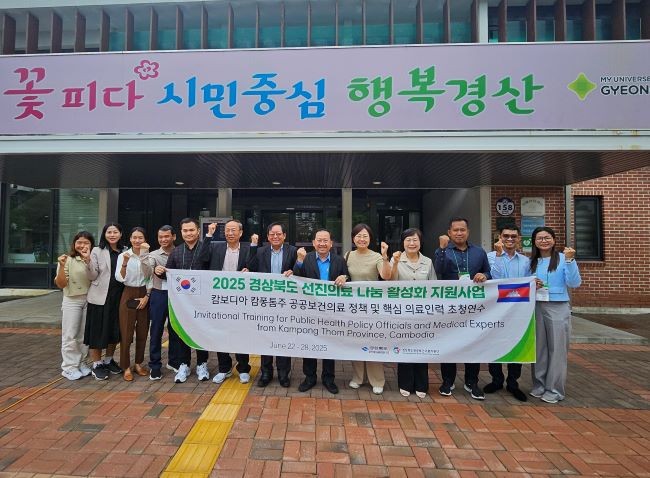 꽃 피다 시민중심 행복경산
MY UNIVERSE
GYEON
158
2025 경상북도 선진의료 나눔 활성화 지원사업
캄보디아 캄퐁톰주 공공보건의료 정책 및 핵심 의료인력 초청연수
Invitational Training for Public Health Policy Officials and Medical Experts
from Kampong Thom Province, Cambodia
June 22 - 28, 2025